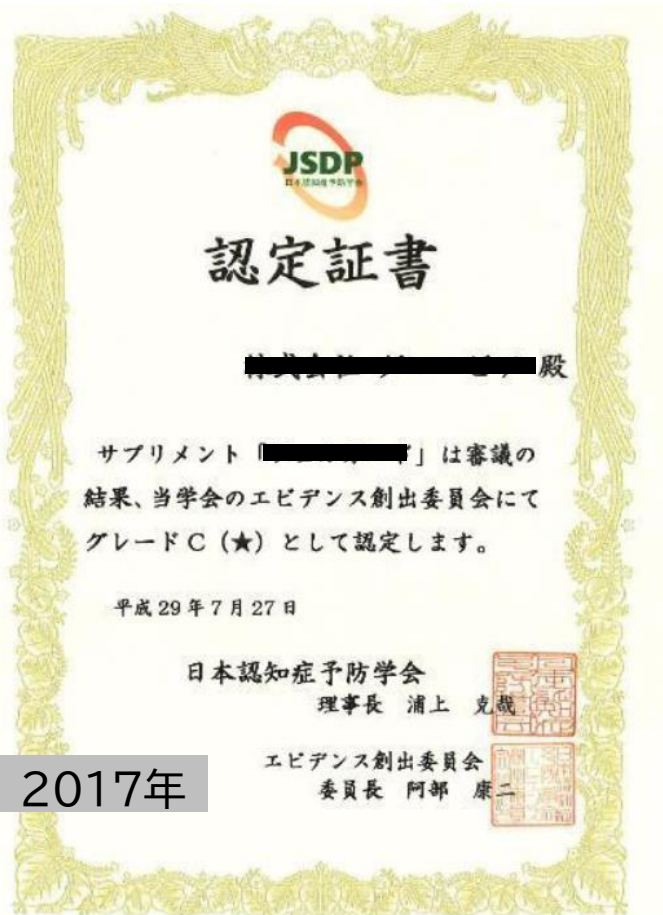 JSDP
日本認知症予防学会
認定証書
殿
サプリメント「」は審議の
結果、当学会のエビデンス創出委員会にて
グレードC(★)として認定します。
平成29年7月27日
日本認知症予防学会
理事長 浦上 克哉
エビデンス創出委員会
2017年
委員長 阿部 康二